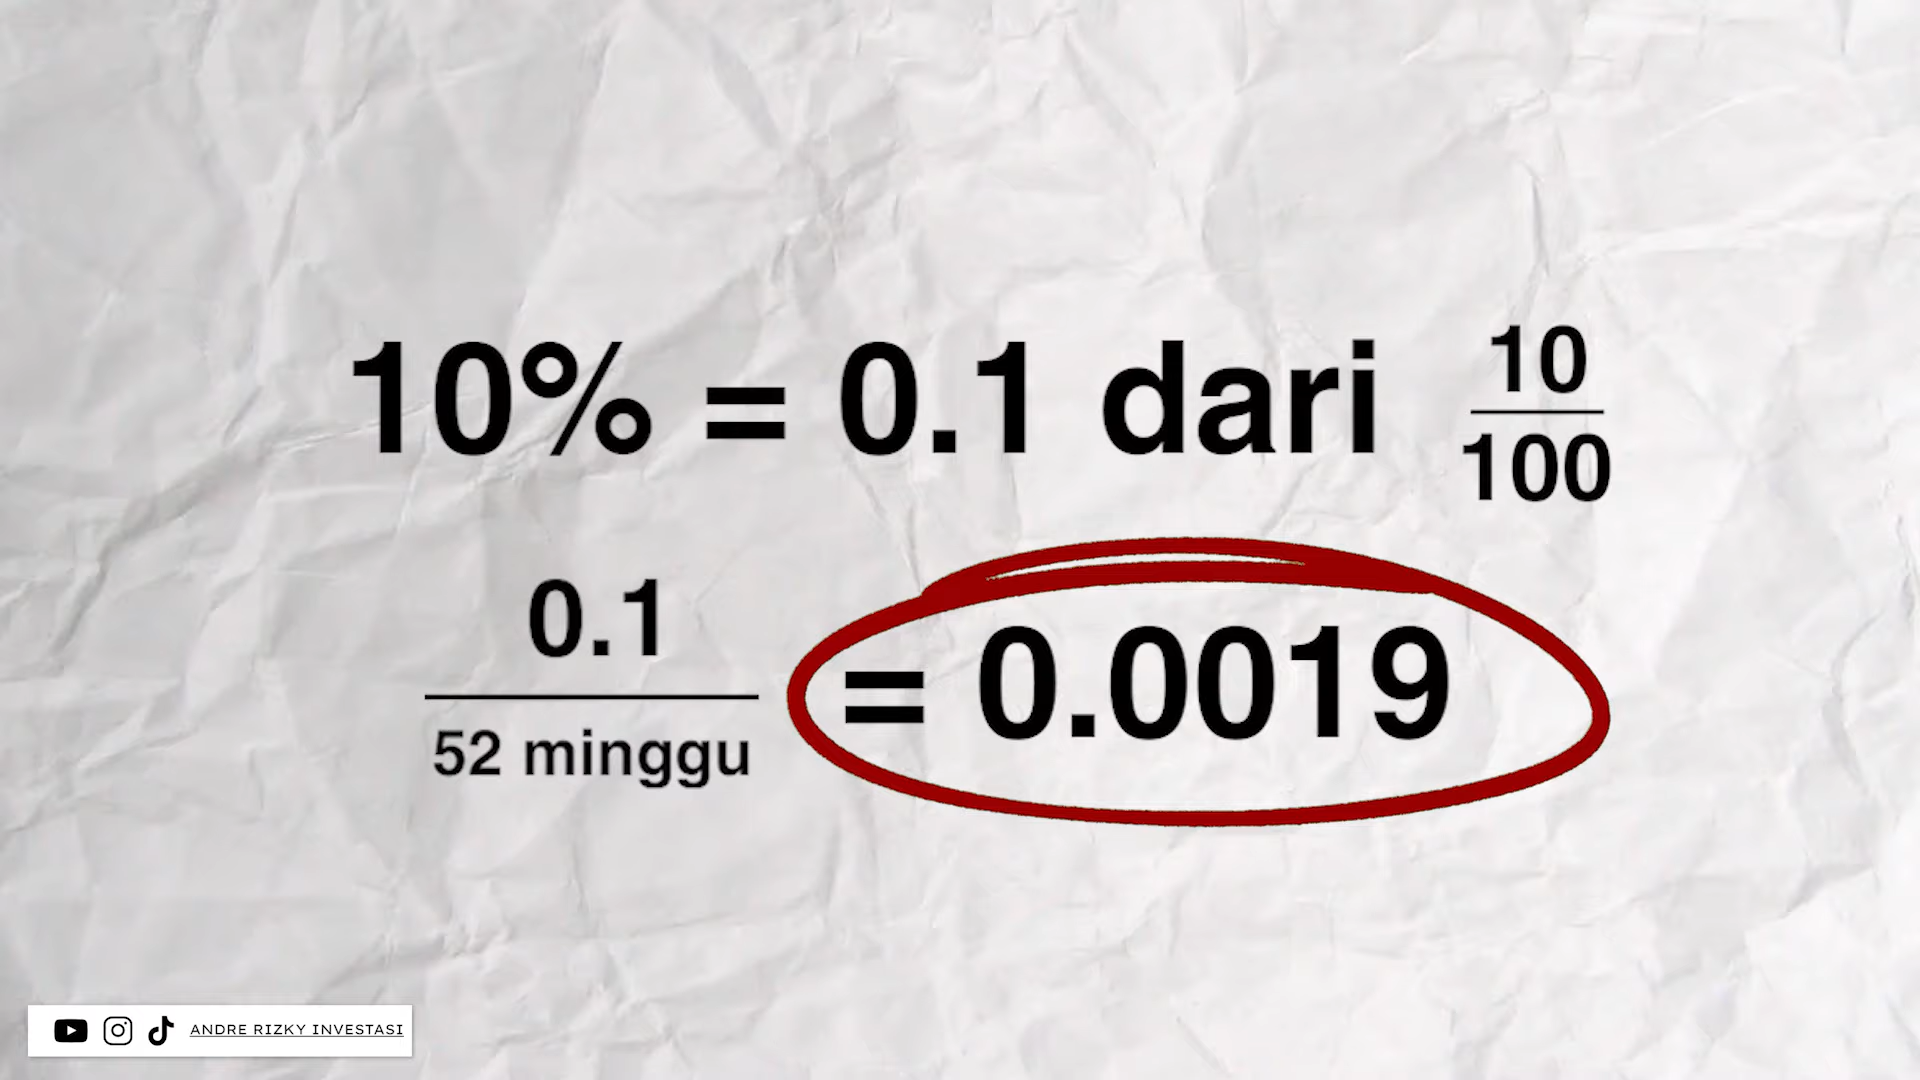 10% = 0.1 dari 10/100
0.1
52 minggu
= 0.0019
ANDRE RIZKY INVESTASI